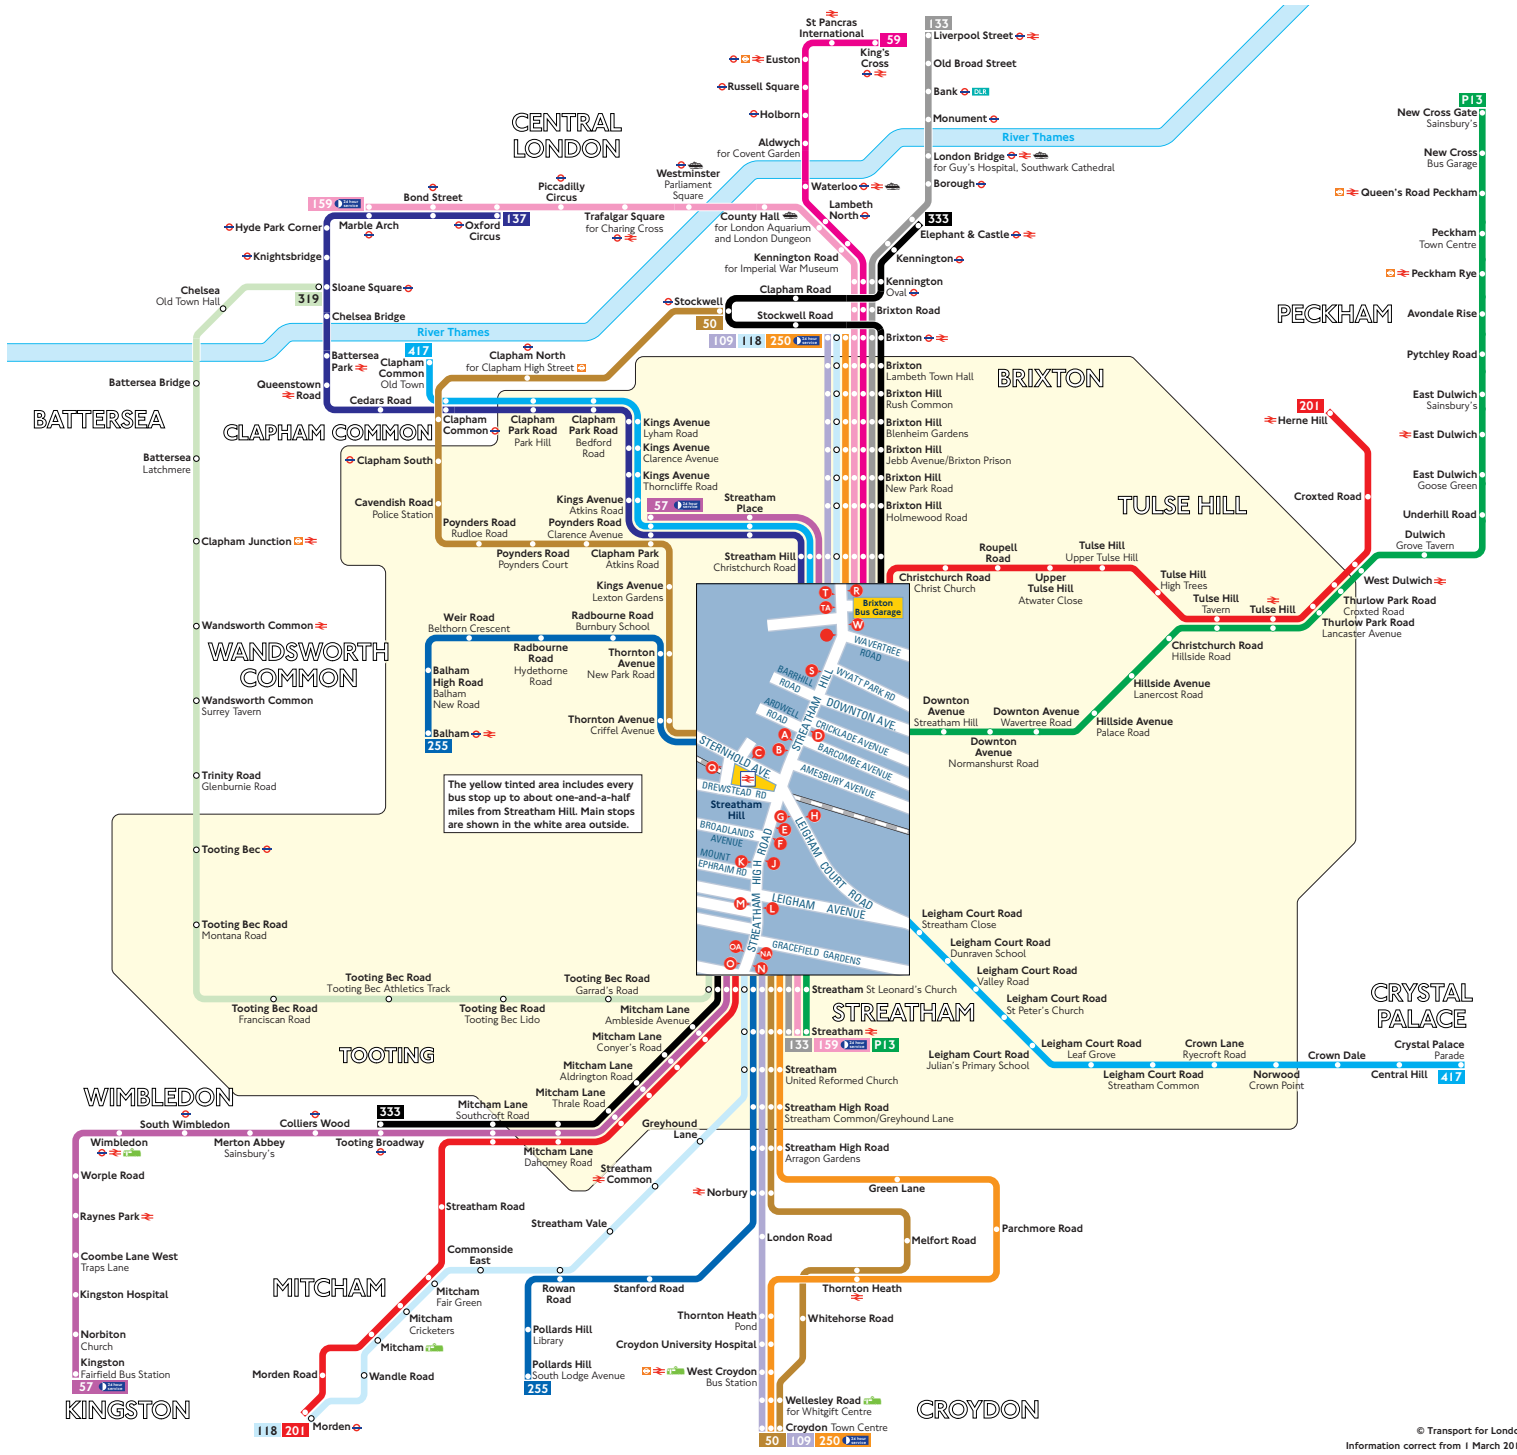 St Pancras
International
59
King's
Cross
Euston
Russell Square
Holborn
Aldwych
for Covent Garden
Waterloo
Lambeth
North
133
Liverpool Street
Old Broad Street
Bank
DLR
Monument
River Thames
London Bridge
for Guy's Hospital, Southwark Cathedral
Borough
333
Elephant & Castle
Kennington
Kennington
Oval
Brixton Road
CENTRAL
LONDON
159
24 hour
service
Marble Arch
Bond Street
Oxford
Circus
137
Piccadilly
Circus
Trafalgar Square
for Charing Cross
Westminster
Parliament
Square
County Hall
for London Aquarium
and London Dungeon
Kennington Road
for Imperial War Museum
Clapham Road
Stockwell Road
Stockwell
50
109
118
250
24 hour
service
Hyde Park Corner
Knightsbridge
Sloane Square
319
Chelsea
Old Town Hall
Chelsea Bridge
River Thames
Battersea
Park
Queenstown
Road
Cedars Road
417
Clapham
Common
Old Town
Clapham North
for Clapham High Street
Battersea Bridge
BATTERSEA
Battersea
Latchmere
Clapham Junction
Wandsworth Common
WANDSWORTH
COMMON
Wandsworth Common
Surrey Tavern
Trinity Road
Glenburnie Road
Tooting Bec
Tooting Bec Road
Montana Road
Tooting Bec Road
Franciscan Road
Tooting Bec Road
Tooting Bec Athletics Track
Tooting Bec Road
Tooting Bec Lido
Tooting Bec Road
Garrad's Road
CLAPHAM COMMON
Clapham
Common
Clapham
Park Road
Park Hill
Clapham
Park Road
Bedford
Road
Kings Avenue
Lyham Road
Kings Avenue
Clarence Avenue
Kings Avenue
Thorncliffe Road
Kings Avenue
Atkins Road
Poynders Road
Clarence Avenue
57
24 hour
service
Streatham
Place
Streatham Hill
Christchurch Road
Clapham South
Cavendish Road
Police Station
Poynders Road
Rudloe Road
Poynders Road
Poynders Court
Clapham Park
Atkins Road
Kings Avenue
Lexton Gardens
Weir Road
Belthorn Crescent
Radbourne Road
Burnbury School
Radbourne
Road
Hydethorne
Road
Thornton
Avenue
New Park Road
Thornton Avenue
Criffel Avenue
Balham
High Road
Balham
New Road
Balham
255
The yellow tinted area includes every
bus stop up to about one-and-a-half
miles from Streatham Hill. Main stops
are shown in the white area outside.
BRIXTON
Brixton
Brixton
Lambeth Town Hall
Brixton Hill
Rush Common
Brixton Hill
Blenheim Gardens
Brixton Hill
Jebb Avenue/Brixton Prison
Brixton Hill
New Park Road
Brixton Hill
Holmewood Road
PECKHAM
P13
New Cross Gate
Sainsbury's
New Cross
Bus Garage
Queen's Road Peckham
Peckham
Town Centre
Peckham Rye
Avondale Rise
Pytchley Road
East Dulwich
Sainsbury's
East Dulwich
East Dulwich
Goose Green
Underhill Road
Dulwich
Grove Tavern
West Dulwich
201
Herne Hill
Croxted Road
TULSE HILL
Thurlow Park Road
Croxted Road
Thurlow Park Road
Lancaster Avenue
Christchurch Road
Christ Church
Roupell
Road
Upper
Tulse Hill
Atwater Close
Tulse Hill
Upper Tulse Hill
Tulse Hill
High Trees
Tulse Hill
Tavern
Tulse Hill
Christchurch Road
Hillside Road
Hillside Avenue
Lanercost Road
Hillside Avenue
Palace Road
Downton
Avenue
Streatham Hill
Downton Avenue
Wavertree Road
Downton
Avenue
Normanshurst Road
T
R
TA
Brixton
Bus Garage
W
WAVERTREE
ROAD
S
BARRHILL
ROAD
WYATT PARK RD
ARDWELL
ROAD
STREATHAM HILL
DOWNTON AVE.
CRICKLADE AVENUE
A
D
B
C
BARCOMBE AVENUE
STERNHOLD AVE
Q
AMESBURY AVENUE
DREWSTEAD RD
Streatham
Hill
G
H
E
F
BROADLANDS
AVENUE
MOUNT
EPHRAIM RD
K
J
LEIGHAM COURT ROAD
STREATHAM HIGH ROAD
M
L
LEIGHAM AVENUE
OA
NA
O
N
GRACEFIELD GARDENS
Leigham Court Road
Streatham Close
Leigham Court Road
Dunraven School
Leigham Court Road
Valley Road
Leigham Court Road
St Peter's Church
Leigham Court Road
Julian's Primary School
Leigham Court Road
Leaf Grove
Leigham Court Road
Streatham Common
Crown Lane
Ryecroft Road
Norwood
Crown Point
Crown Dale
Central Hill
Crystal Palace
Parade
417
CRYSTAL
PALACE
Streatham St Leonard's Church
STREATHAM
Streatham
133
159
24 hour
service
P13
Streatham
United Reformed Church
Streatham High Road
Streatham Common/Greyhound Lane
Streatham High Road
Arragon Gardens
Green Lane
Parchmore Road
Melfort Road
Norbury
London Road
Thornton Heath
Whitehorse Road
Thornton Heath
Pond
Croydon University Hospital
West Croydon
Bus Station
Wellesley Road
for Whitgift Centre
Croydon Town Centre
50
109
250
24 hour
service
CROYDON
Mitcham Lane
Ambleside Avenue
Mitcham Lane
Conyer's Road
Mitcham Lane
Aldrington Road
Mitcham Lane
Thrale Road
Mitcham Lane
Southcroft Road
Mitcham Lane
Dahomey Road
TOOTING
333
Tooting Broadway
Colliers Wood
Merton Abbey
Sainsbury's
South Wimbledon
WIMBLEDON
Wimbledon
Worple Road
Raynes Park
Coombe Lane West
Traps Lane
Kingston Hospital
Norbiton
Church
Kingston
Fairfield Bus Station
57
24 hour
service
KINGSTON
Greyhound
Lane
Streatham
Common
Streatham Vale
Rowan
Road
Stanford Road
Pollards Hill
Library
Pollards Hill
South Lodge Avenue
255
Streatham Road
Commonside
East
MITCHAM
Mitcham
Fair Green
Mitcham
Cricketers
Mitcham
Morden Road
Wandle Road
118
201
Morden
© Transport for Londo
Information correct from 1 March 201